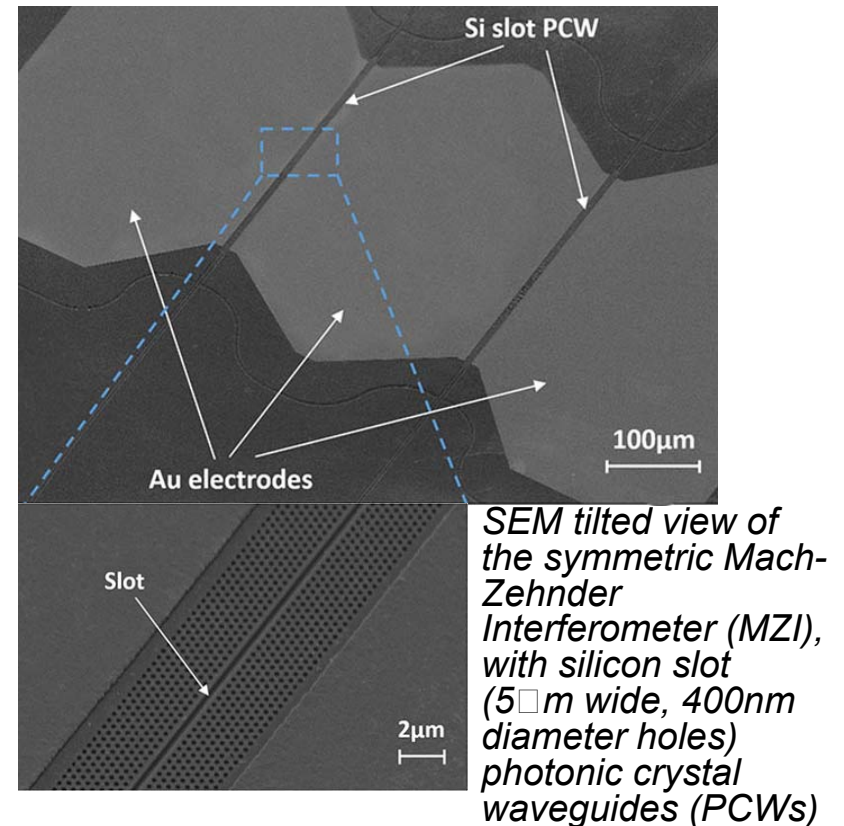 Si slot PCW
Au electrodes
100μm
Slot
2μm
SEM tilted view of
the symmetric Mach-
Zehnder
Interferometer (MZI),
with silicon slot
(5□m wide, 400nm
diameter holes)
photonic crystal
waveguides (PCWs)